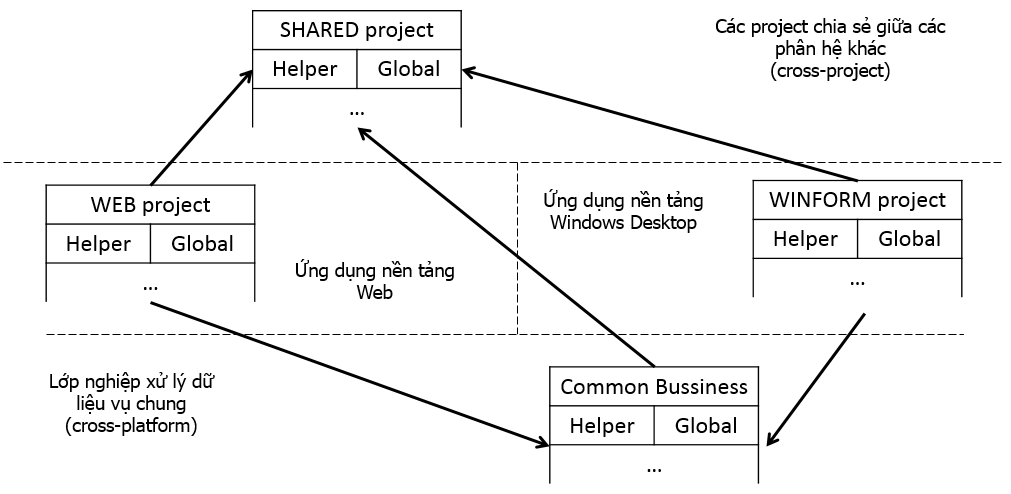 SHARED project
Helper
Global
...
Các project chia sẻ giữa các
phân hệ khác
(cross-project)
WEB project
Helper
Global
...
Ứng dụng nền tảng
Web
Ứng dụng nền tảng
Windows Desktop
WINFORM project
Helper
Global
...
Lớp nghiệp xử lý dữ
liệu vụ chung
(cross-platform)
Common Bussiness
Helper
Global
...